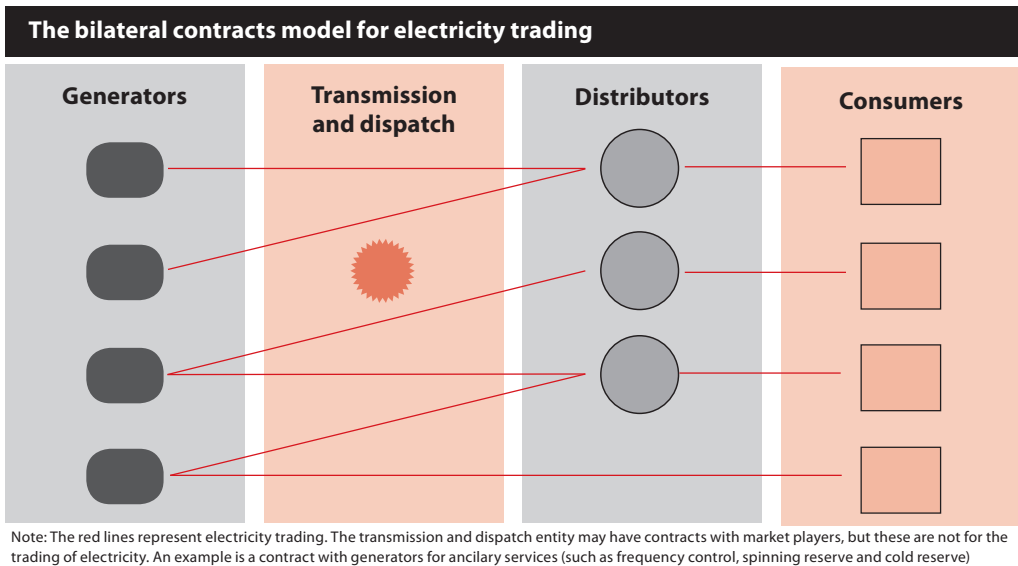 The bilateral contracts model for electricity trading
Generators
Transmission
and dispatch
Distributors
Consumers
Note: The red lines represent electricity trading. The transmission and dispatch entity may have contracts with market players, but these are not for the
trading of electricity. An example is a contract with generators for ancilary services (such as frequency control, spinning reserve and cold reserve)